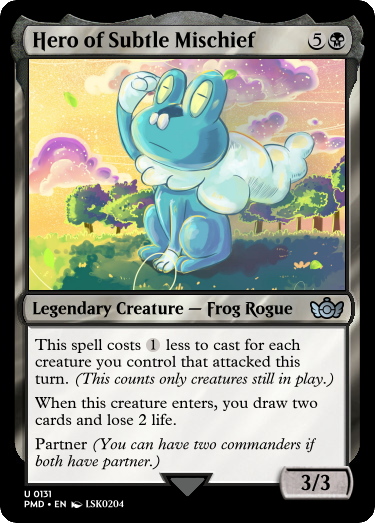 Hero of Subtle Mischief 5
Legendary Creature — Frog Rogue
This spell costs 1 less to cast for each
creature you control that attacked this
turn. (This counts only creatures still in play.)
When this creature enters, you draw two
cards and lose 2 life.
Partner (You can have two commanders if
both have partner.)
3/3
U 0131
PMD • EN LSK0204